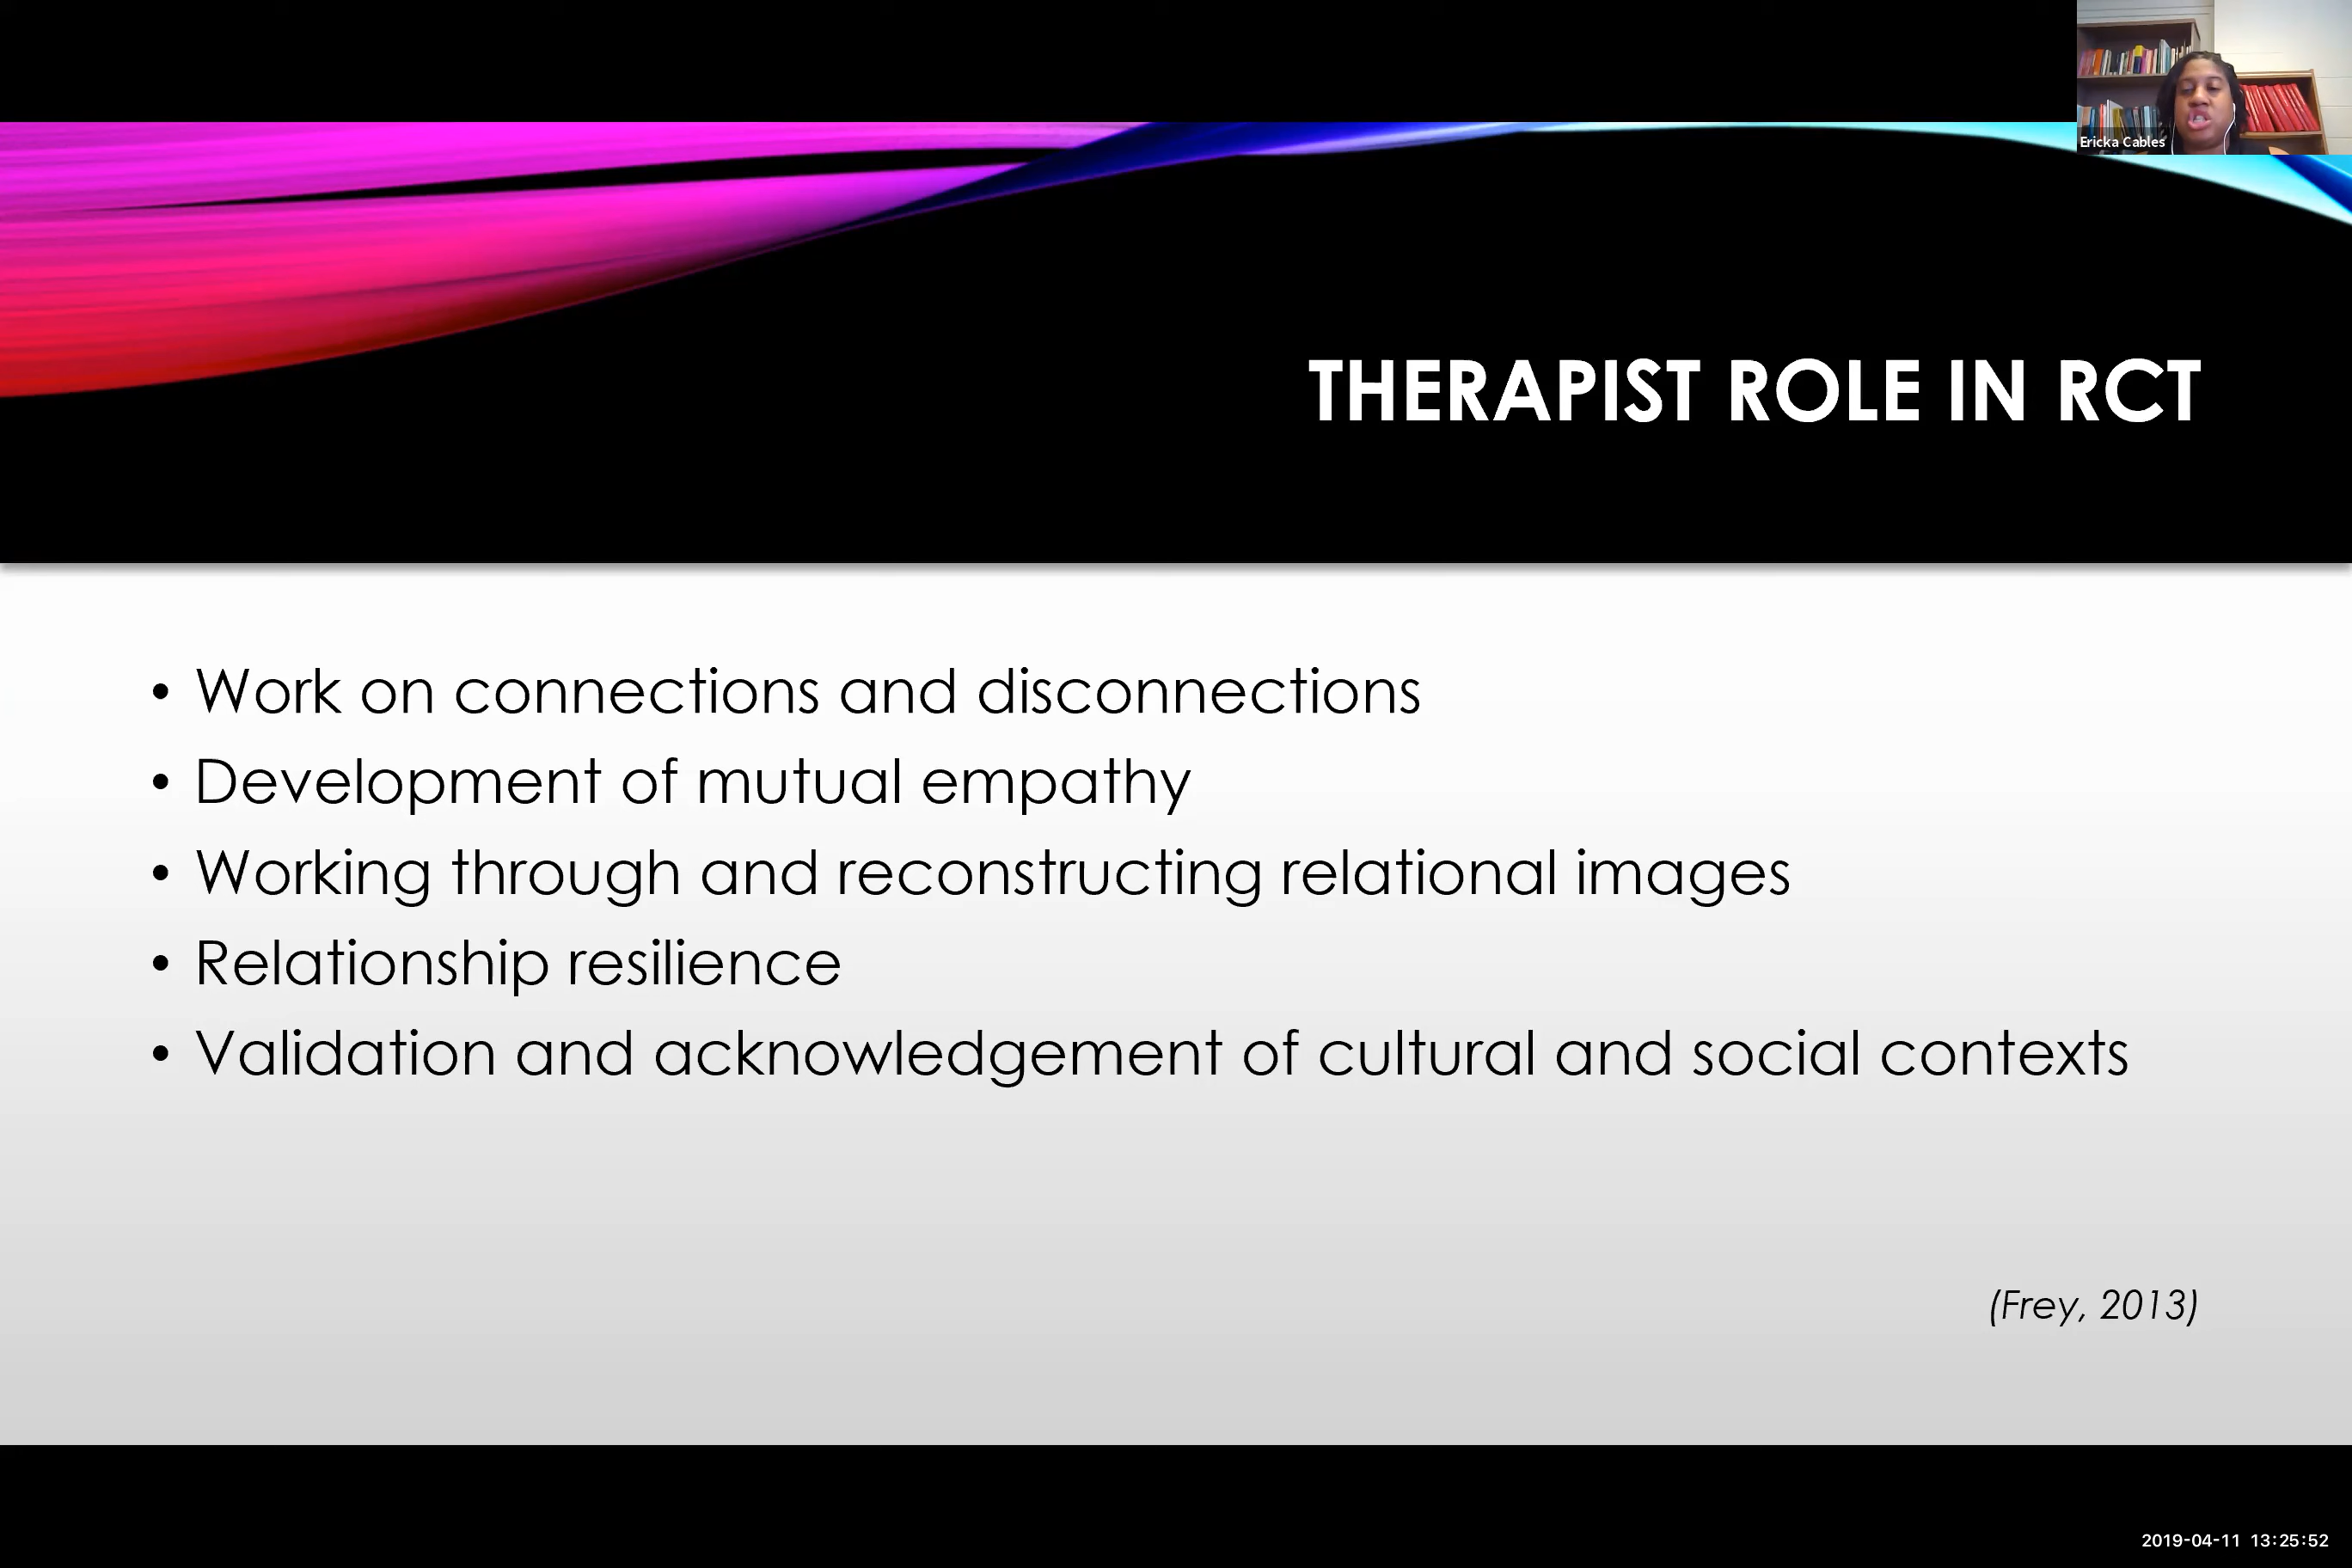 Ericka Cables
THERAPIST ROLE IN RCT
• Work on connections and disconnections
• Development of mutual empathy
• Working through and reconstructing relational images
• Relationship resilience
• Validation and acknowledgement of cultural and social contexts
(Frey, 2013)
2019-04-11 13:25:52